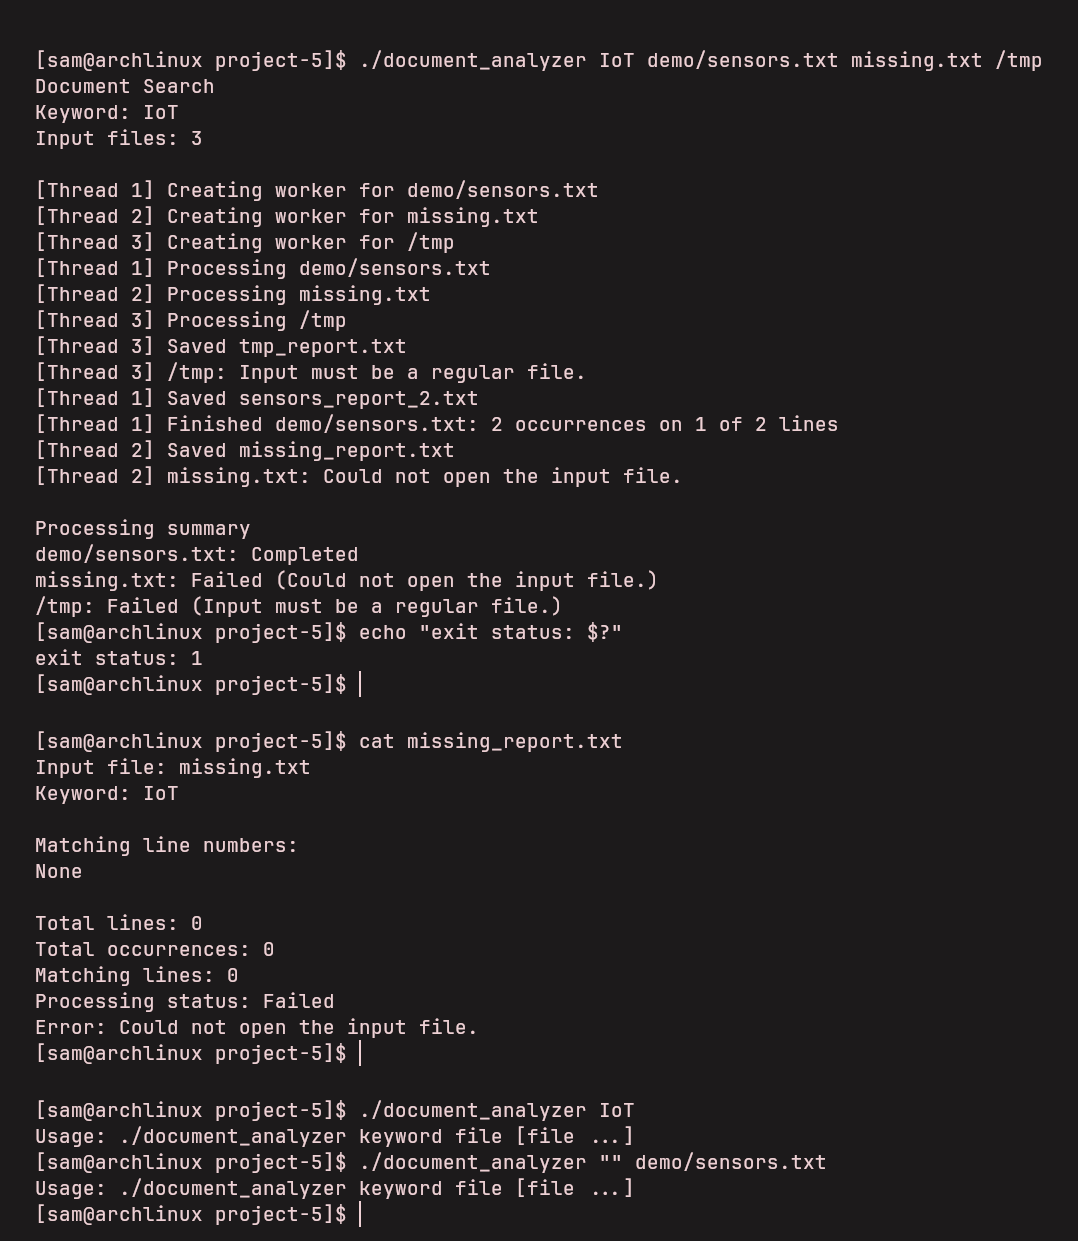 [sam@archlinux project-5]$ ./document_analyzer IoT demo/sensors.txt missing.txt /tmp
Document Search
Keyword: IoT
Input files: 3
[Thread 1] Creating worker for demo/sensors.txt
[Thread 2] Creating worker for missing.txt
[Thread 3] Creating worker for /tmp
[Thread 1] Processing demo/sensors.txt
[Thread 2] Processing missing.txt
[Thread 3] Processing /tmp
[Thread 3] Saved tmp_report.txt
[Thread 3] /tmp: Input must be a regular file.
[Thread 1] Saved sensors_report_2.txt
[Thread 1] Finished demo/sensors.txt: 2 occurrences on 1 of 2 lines
[Thread 2] Saved missing_report.txt
[Thread 2] missing.txt: Could not open the input file.
Processing summary
demo/sensors.txt: Completed
missing.txt: Failed (Could not open the input file.)
/tmp: Failed (Input must be a regular file.)
[sam@archlinux project-5]$ echo "exit status: $?"
exit status: 1
[sam@archlinux project-5]$
[sam@archlinux project-5]$ cat missing_report.txt
Input file: missing.txt
Keyword: IoT
Matching line numbers:
None
Total lines: 0
Total occurrences: 0
Matching lines: 0
Processing status: Failed
Error: Could not open the input file.
[sam@archlinux project-5]$
[sam@archlinux project-5]$ ./document_analyzer IoT
Usage: ./document_analyzer keyword file [file ...]
[sam@archlinux project-5]$ ./document_analyzer "" demo/sensors.txt
Usage: ./document_analyzer keyword file [file ...]
[sam@archlinux project-5]$